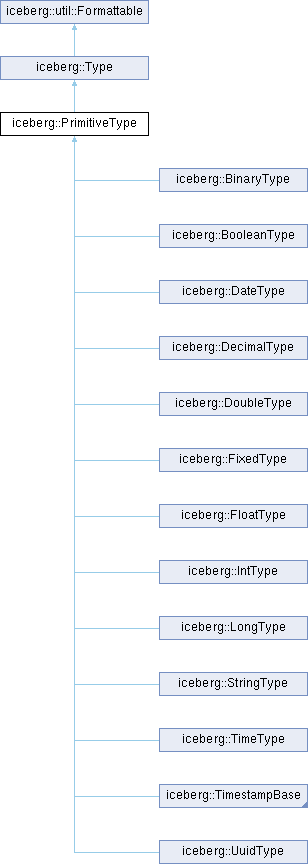 iceberg::util::Formattable
iceberg::Type
iceberg::PrimitiveType
iceberg::BinaryType
iceberg::BooleanType
iceberg::DateType
iceberg::DecimalType
iceberg::DoubleType
iceberg::FixedType
iceberg::FloatType
iceberg::IntType
iceberg::LongType
iceberg::StringType
iceberg::TimeType
iceberg::TimestampBase
iceberg::UuidType